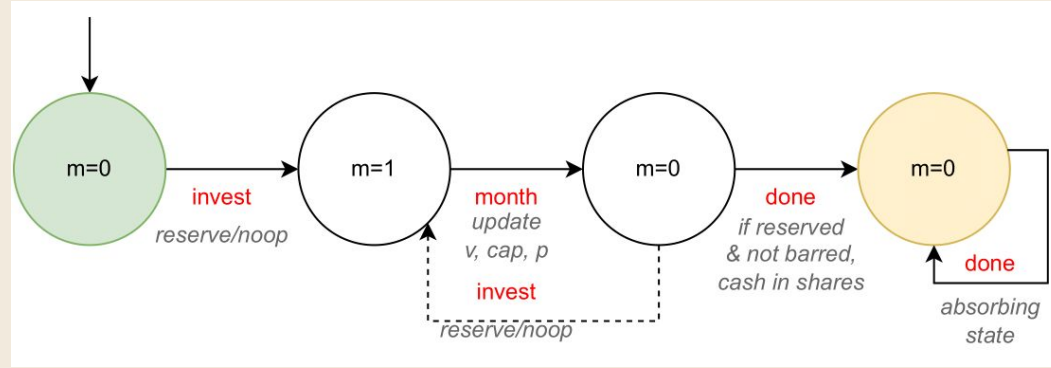 m=0
m=1
m=0
m=0
invest
reserve/noop
month
update
v, cap, p
invest
reserve/noop
done
if reserved
& not barred,
cash in shares
done
absorbing
state